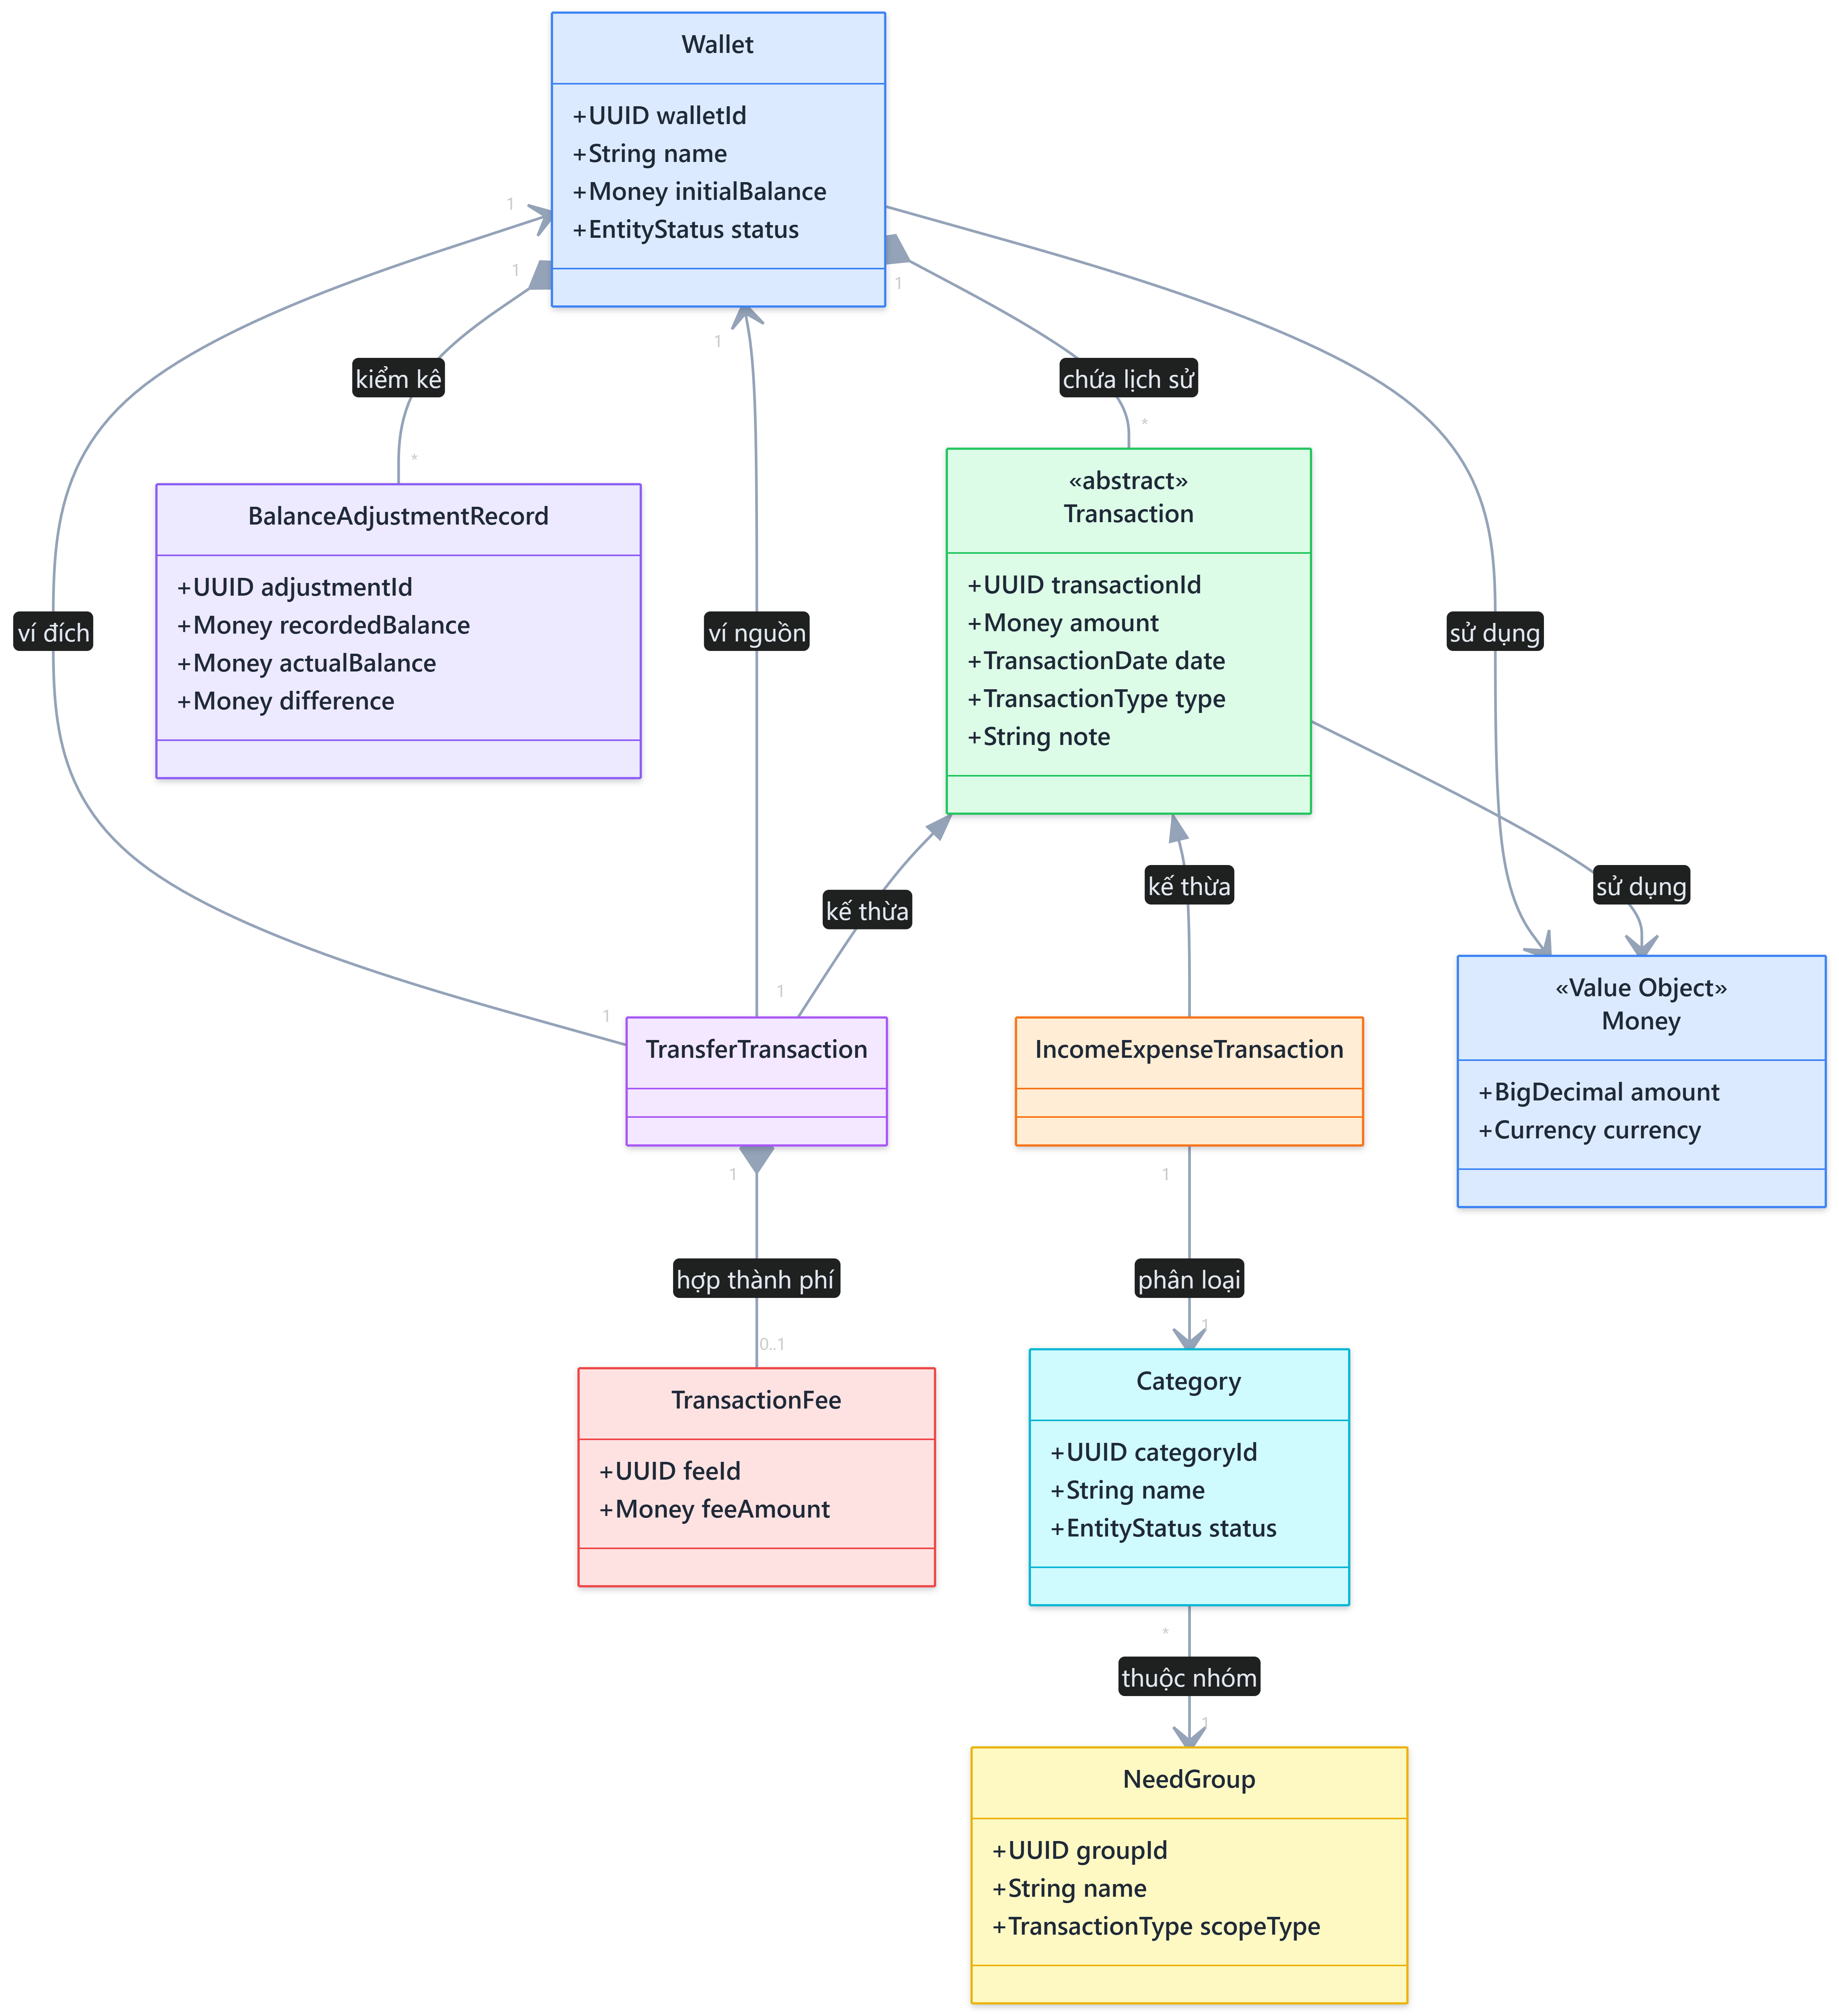 Wallet
+UUID walletId
+String name
+Money initialBalance
+EntityStatus status
1
1
1
1
kiểm kê
chứa lịch sử
*
*
BalanceAdjustmentRecord
+UUID adjustmentId
+Money recordedBalance
+Money actualBalance
+Money difference
«abstract»
Transaction
+UUID transactionId
+Money amount
+TransactionDate date
+TransactionType type
+String note
ví đích
ví nguồn
sử dụng
kế thừa
kế thừa
sử dụng
1
1
TransferTransaction
IncomeExpenseTransaction
«Value Object»
Money
+BigDecimal amount
+Currency currency
1
1
hợp thành phí
phân loại
0..1
1
TransactionFee
+UUID feeId
+Money feeAmount
Category
+UUID categoryId
+String name
+EntityStatus status
*
thuộc nhóm
1
NeedGroup
+UUID groupId
+String name
+TransactionType scopeType